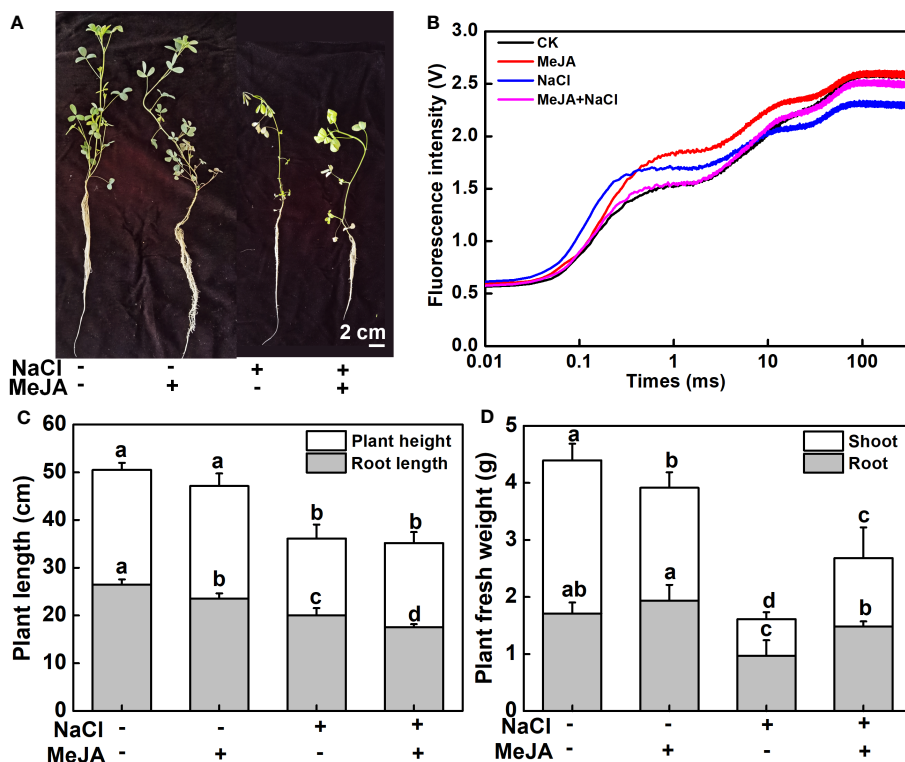 A
2 cm
NaCl - - + +
MeJA - + - +
B
3.0
2.5
2.0
1.5
1.0
0.5
0.0
Fluorescence intensity (V)
CK
MeJA
NaCl
MeJA+NaCl
0.01 0.1 1 10 100
Times (ms)
C
60
50
40
30
20
10
0
Plant length (cm)
Plant height
Root length
a a b b
a b c d
NaCl - - + +
MeJA - + - +
D
5
4
3
2
1
0
Plant fresh weight (g)
Shoot
Root
a b d c
ab a c b
NaCl - - + +
MeJA - + - +